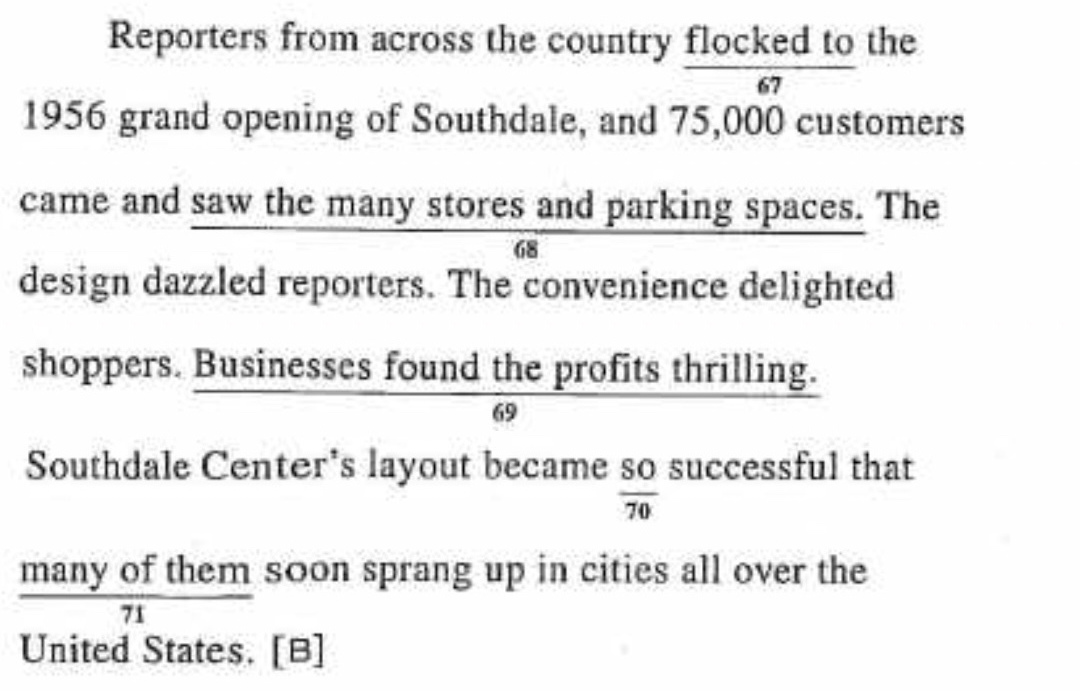 Reporters from across the country flocked to the
67
1956 grand opening of Southdale, and 75,000 customers
came and saw the many stores and parking spaces. The
68
design dazzled reporters. The convenience delighted
shoppers. Businesses found the profits thrilling.
69
Southdale Center's layout became so successful that
70
many of them soon sprang up in cities all over the
71
United States. [B]